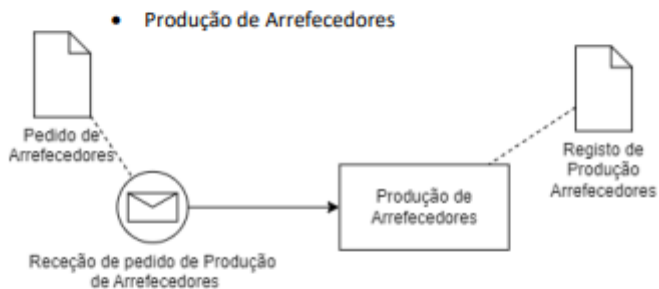 • Produção de Arrefecedores
Pedido de
Arrefecedores
Receção de pedido de Produção
de Arrefecedores
Produção de
Arrefecedores
Registo de
Produção
Arrefecedores